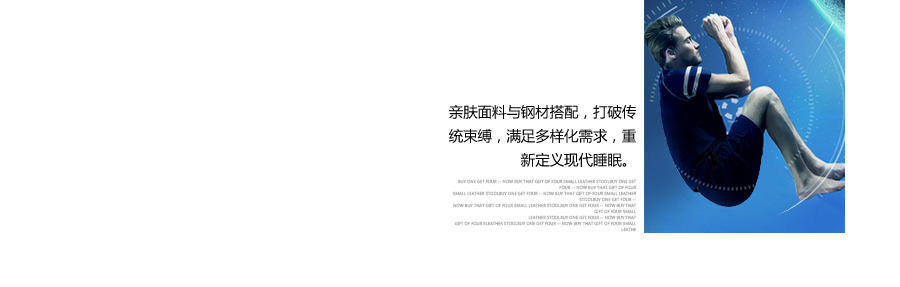 亲肤面料与钢材搭配，打破传
统束缚，满足多样化需求，重
新定义现代睡眠。
BUY ONE GET FOUR -- NOW BUY THAT GIFT OF FOUR SMALL LEATHER STOOLBUY ONE GET
FOUR -- NOW BUY THAT GIFT OF FOUR
SMALL LEATHER STOOLBUY ONE GET FOUR -- NOW BUY THAT GIFT OF FOUR SMALL LEATHER
STOOLBUY ONE GET FOUR --
NOW BUY THAT GIFT OF FOUR SMALL LEATHER STOOLBUY ONE GET FOUR -- NOW BUY THAT
GIFT OF FOUR SMALL
LEATHER STOOLBUY ONE GET FOUR -- NOW BUY THAT
GIFT OF FOUR SLEATHER STOOLBUY ONE GET FOUR -- NOW BUY THAT GIFT OF FOUR SMALL
LEATHE